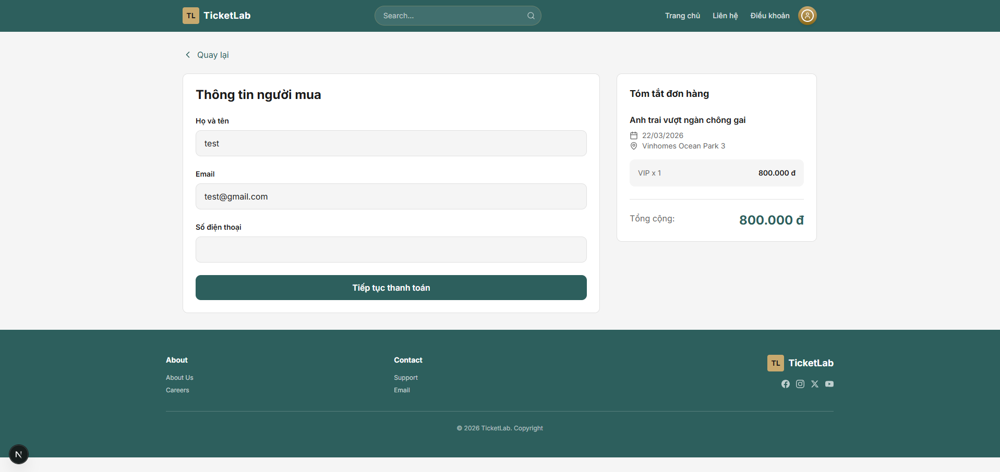 TL TicketLab
Search...
Trang chủ Liên hệ Điều khoản
Quay lại
Thông tin người mua
Họ và tên
test
Email
test@gmail.com
Số điện thoại
Tiếp tục thanh toán
Tóm tắt đơn hàng
Anh trai vượt ngàn chông gai
22/03/2026
Vinhomes Ocean Park 3
VIP x 1 800.000 đ
Tổng cộng: 800.000 đ
About
About Us
Careers
Contact
Support
Email
TL TicketLab
© 2026 TicketLab. Copyright
N